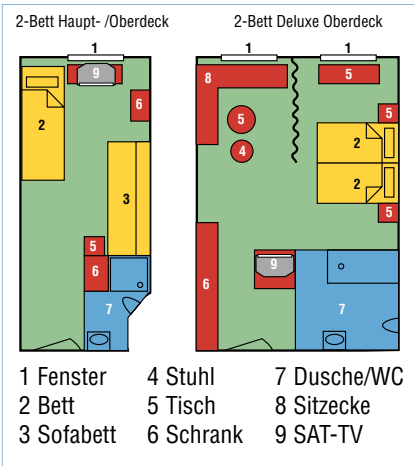 2-Bett Haupt- /Oberdeck
2-Bett Deluxe Oberdeck
1
9
6
2
3
5
6
7
1
1
8
5
5
5
4
2
2
5
9
6
7
1 Fenster
2 Bett
3 Sofabett
4 Stuhl
5 Tisch
6 Schrank
7 Dusche/WC
8 Sitzecke
9 SAT-TV